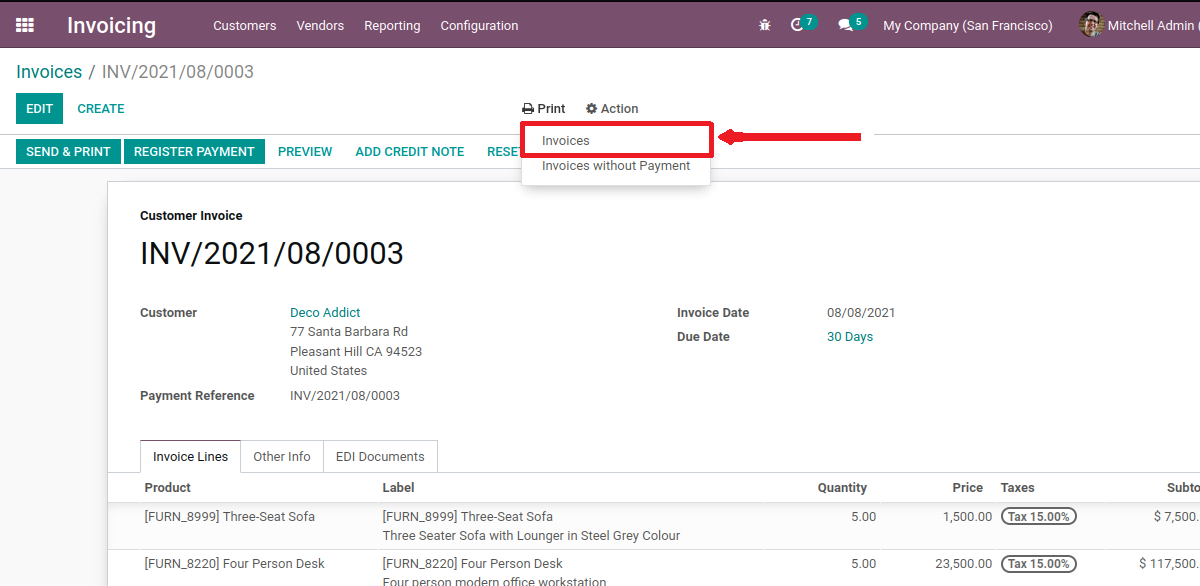 Invoicing Customers Vendors Reporting Configuration 7 5 My Company (San Francisco) Mitchell Admin (
Invoices / INV/2021/08/0003
EDIT CREATE Print Action
Invoices
SEND & PRINT REGISTER PAYMENT PREVIEW ADD CREDIT NOTE RESET
Invoices without Payment
Customer Invoice
INV/2021/08/0003
Customer Deco Addict Invoice Date 08/08/2021
77 Santa Barbara Rd
Due Date 30 Days
Pleasant Hill CA 94523
United States
Payment Reference INV/2021/08/0003
Invoice Lines Other Info EDI Documents
Product Label Quantity Price Taxes Subto
[FURN_8999] Three-Seat Sofa [FURN_8999] Three-Seat Sofa 5.00 1,500.00 Tax 15.00% $ 7,500.
Three Seater Sofa with Lounger in Steel Grey Colour
[FURN_8220] Four Person Desk [FURN_8220] Four Person Desk 5.00 23,500.00 Tax 15.00% $ 117,500.
Four person modern office workstation